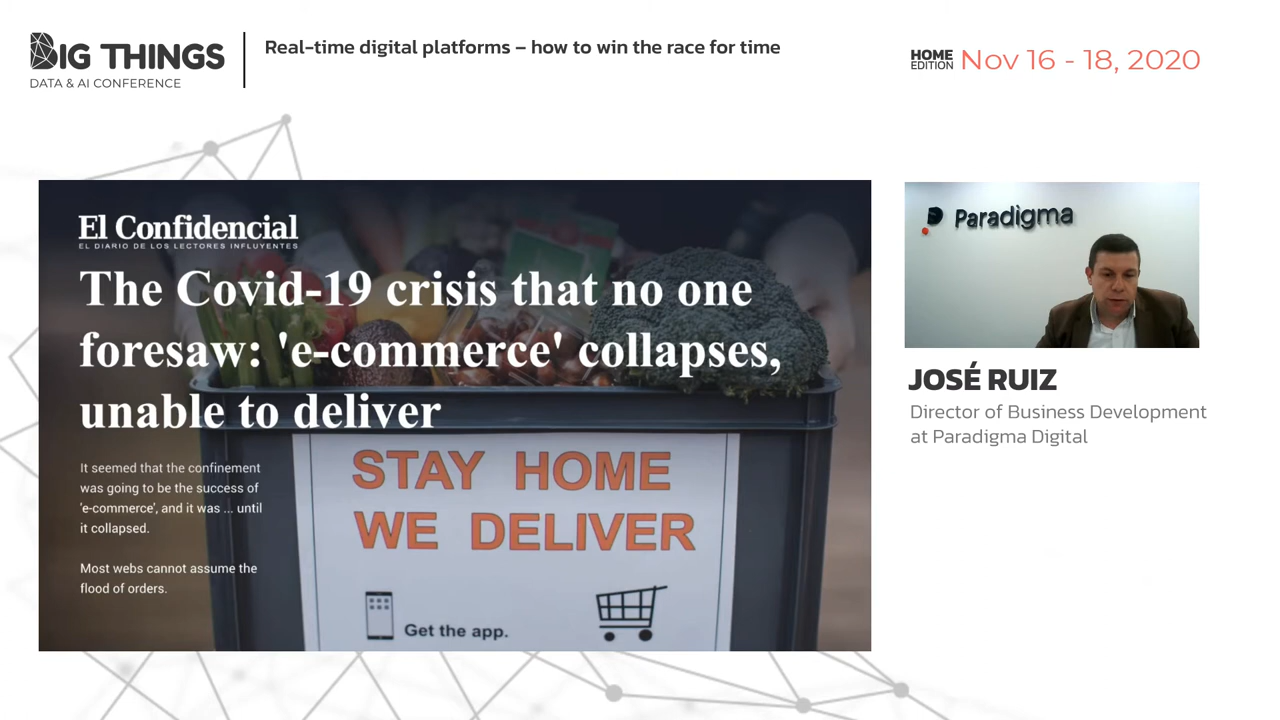 BIG THINGS
DATA & AI CONFERENCE
Real-time digital platforms – how to win the race for time
HOME
EDITION
Nov 16 - 18, 2020
El Confidencial
EL DIARIO DE LOS LECTORES INFLUYENTES
The Covid-19 crisis that no one
foresaw: 'e-commerce' collapses,
unable to deliver
It seemed that the confinement
was going to be the success of
'e-commerce', and it was ... until
it collapsed.
Most webs cannot assume the
flood of orders.
STAY HOME
WE DELIVER
Get the app.
Paradigma
JOSÉ RUIZ
Director of Business Development
at Paradigma Digital